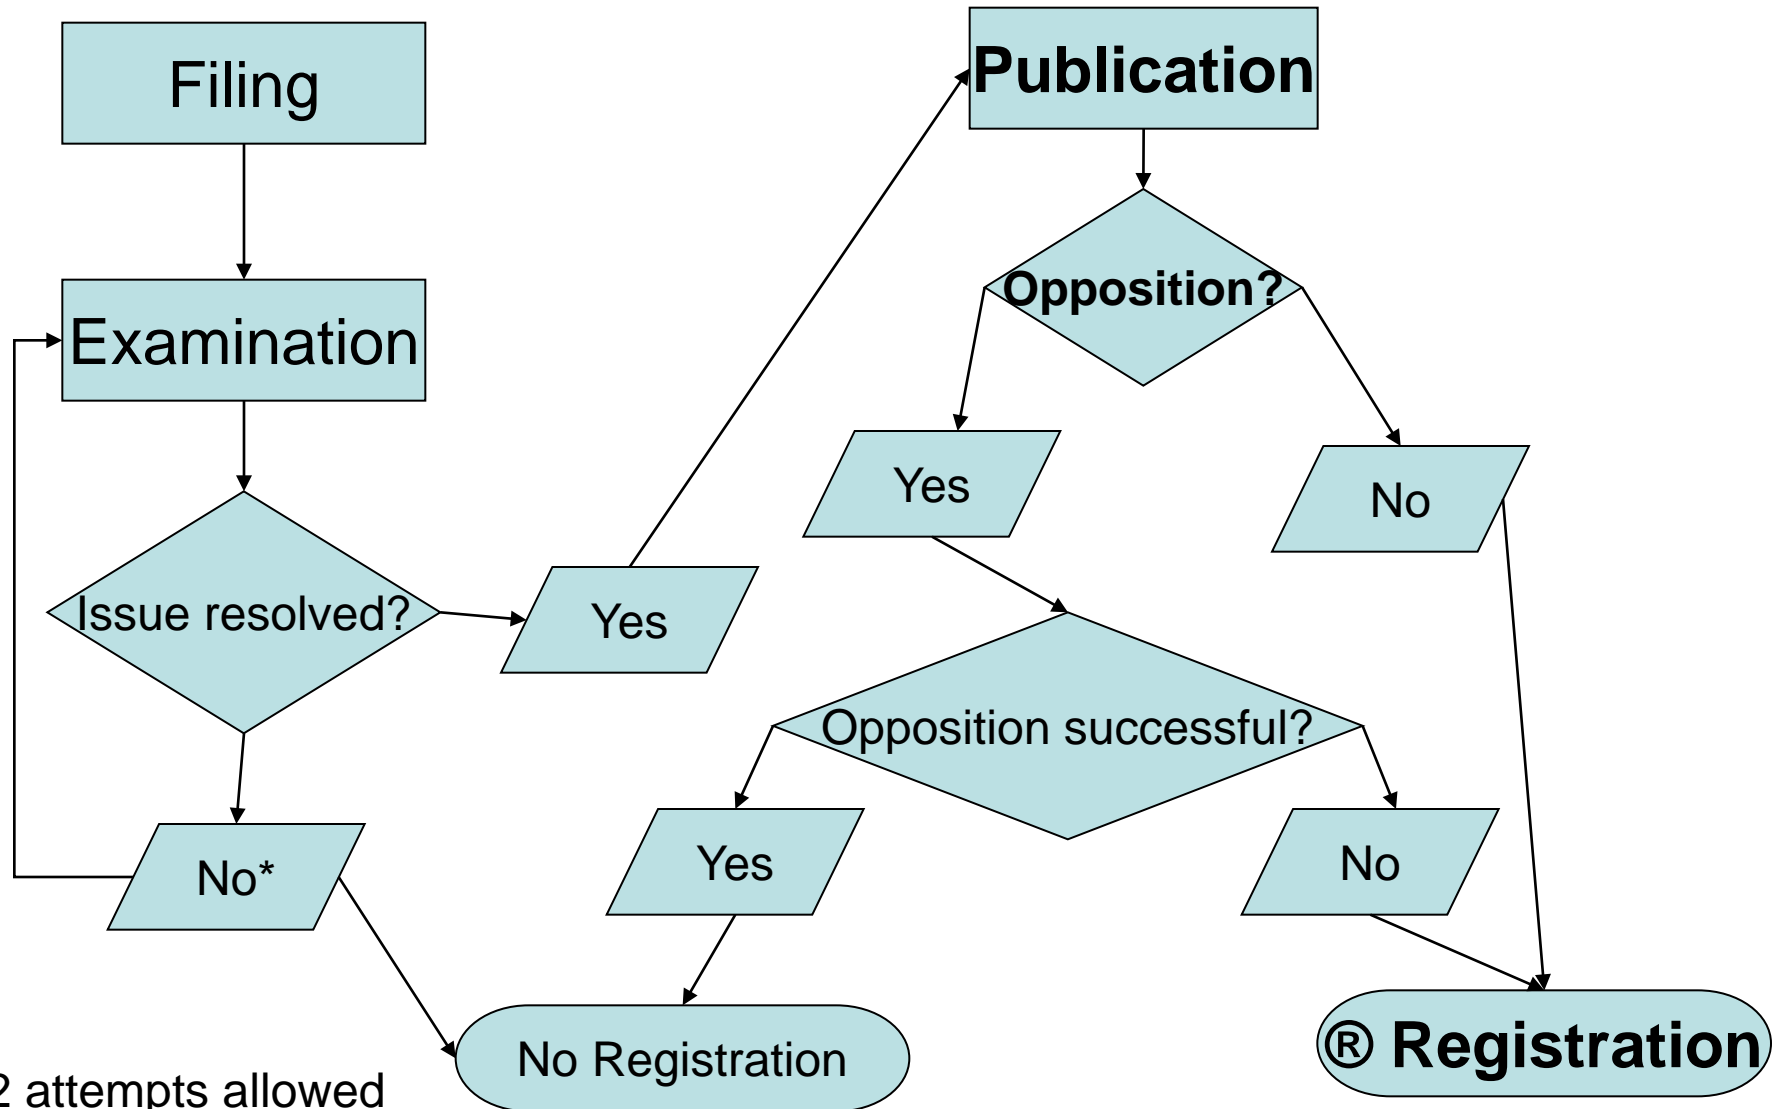 Filing
Examination
Issue resolved?
Yes
No*
Publication
Opposition?
Yes
No
Opposition successful?
Yes
No
No Registration
® Registration
2 attempts allowed